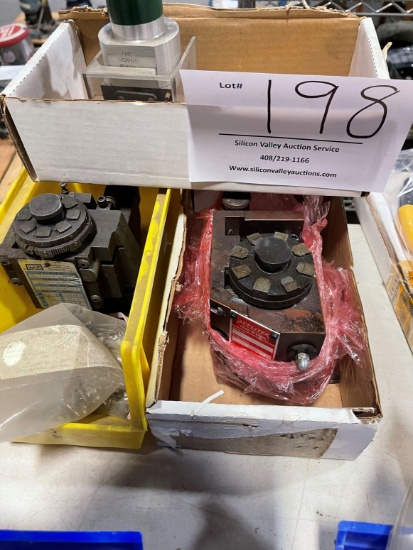 Lot#
198
Silicon Valley Auction Service
408/219-1166
Www.siliconvalleyauctions.com